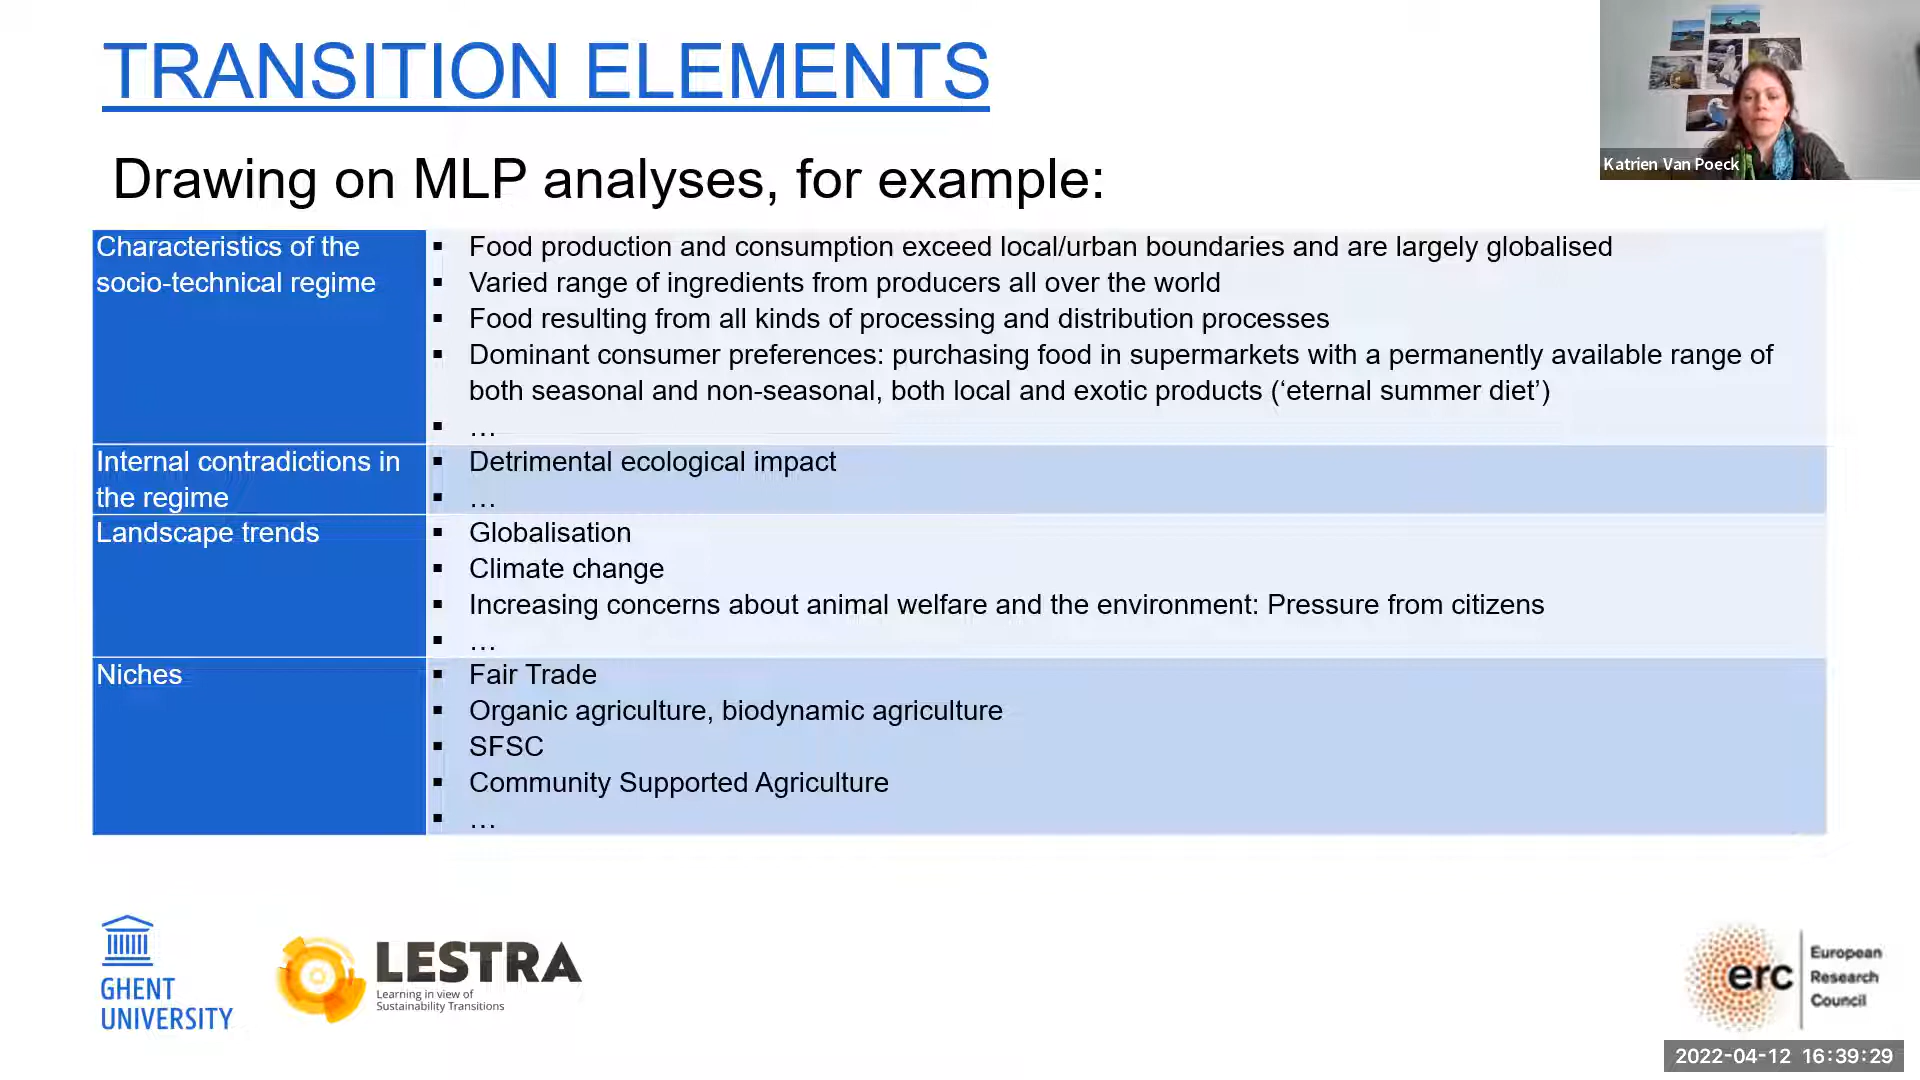 TRANSITION ELEMENTS
Katrien Van Poeck
Drawing on MLP analyses, for example:
Characteristics of the
socio-technical regime
▪ Food production and consumption exceed local/urban boundaries and are largely globalised
▪ Varied range of ingredients from producers all over the world
▪ Food resulting from all kinds of processing and distribution processes
▪ Dominant consumer preferences: purchasing food in supermarkets with a permanently available range of
both seasonal and non-seasonal, both local and exotic products (‘eternal summer diet’)
▪ …
Internal contradictions in
the regime
▪ Detrimental ecological impact
▪ …
Landscape trends
▪ Globalisation
▪ Climate change
▪ Increasing concerns about animal welfare and the environment: Pressure from citizens
▪ …
Niches
▪ Fair Trade
▪ Organic agriculture, biodynamic agriculture
▪ SFSC
▪ Community Supported Agriculture
▪ …
GHENT
UNIVERSITY
LESTRA
Learning in view of
Sustainability Transitions
erc
European
Research
Council
2022-04-12 16:39:29